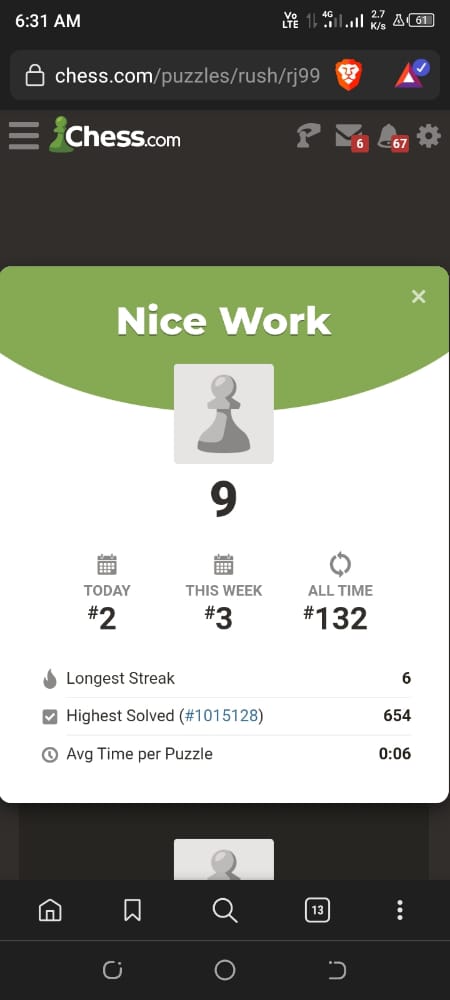 6:31 AM
Vo LTE 4G 2.7 K/s 61
chess.com/puzzles/rush/rj99
Chess.com 6 67
Nice Work
9
TODAY THIS WEEK ALL TIME
#2 #3 #132
Longest Streak 6
Highest Solved (#1015128) 654
Avg Time per Puzzle 0:06
13